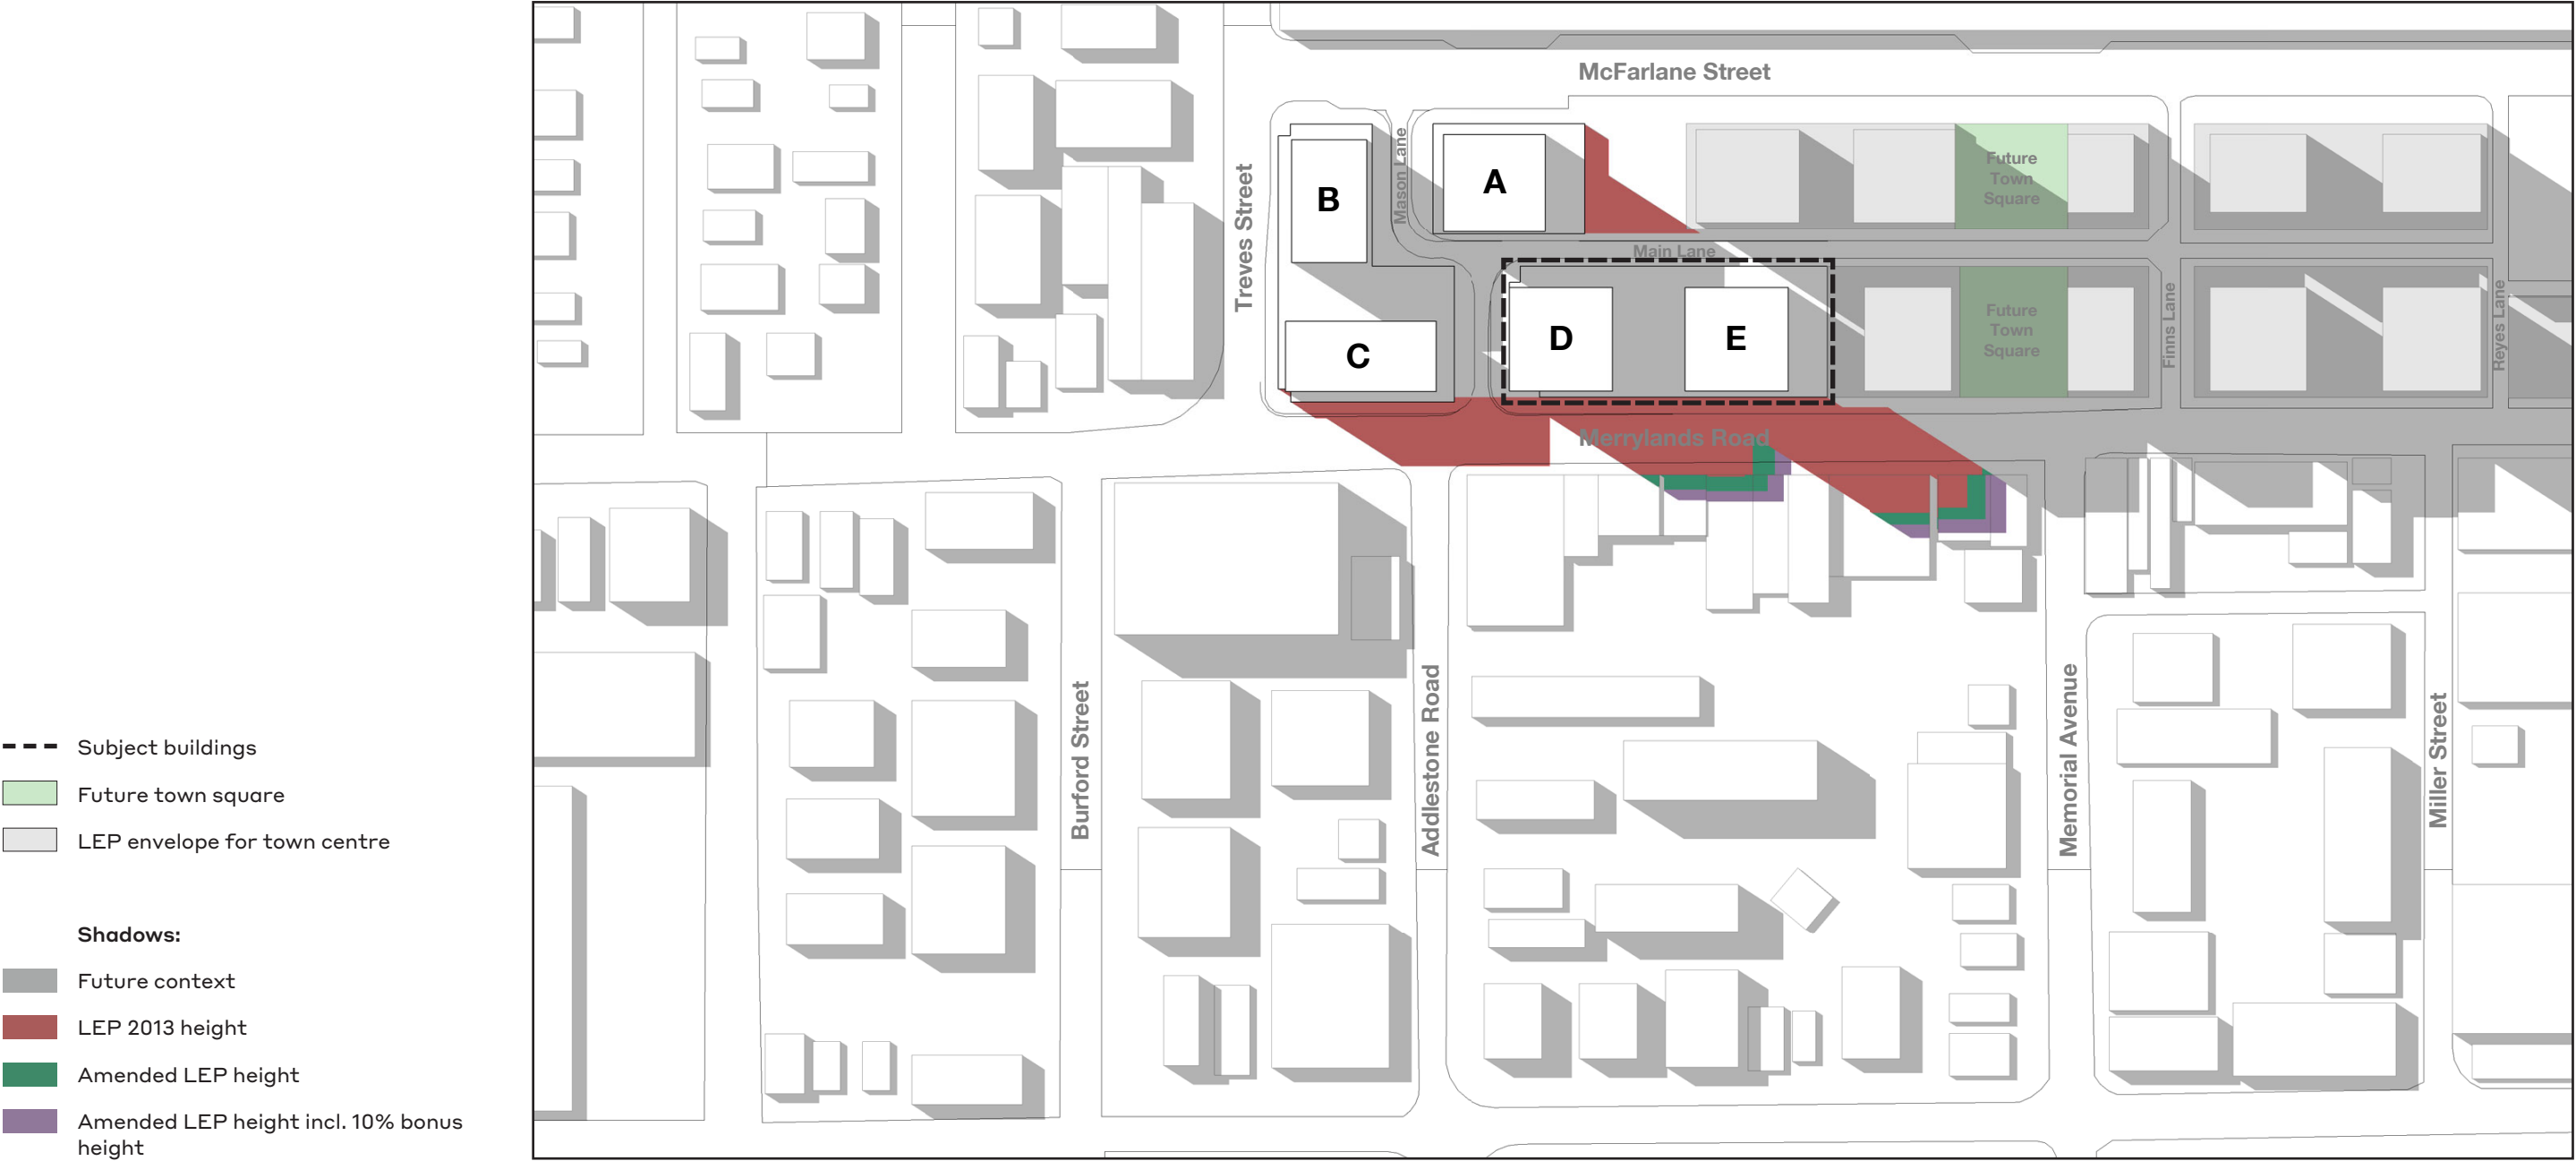 McFarlane Street
Mason Lane
Treves Street
B
A
Future
Town
Square
Main Lane
Future
Town
Square
Finns Lane
Reyes Lane
D
E
C
Merrylands Road
Burford Street
Addlestone Road
Memorial Avenue
Miller Street
Subject buildings
Future town square
LEP envelope for town centre
Shadows:
Future context
LEP 2013 height
Amended LEP height
Amended LEP height incl. 10% bonus
height